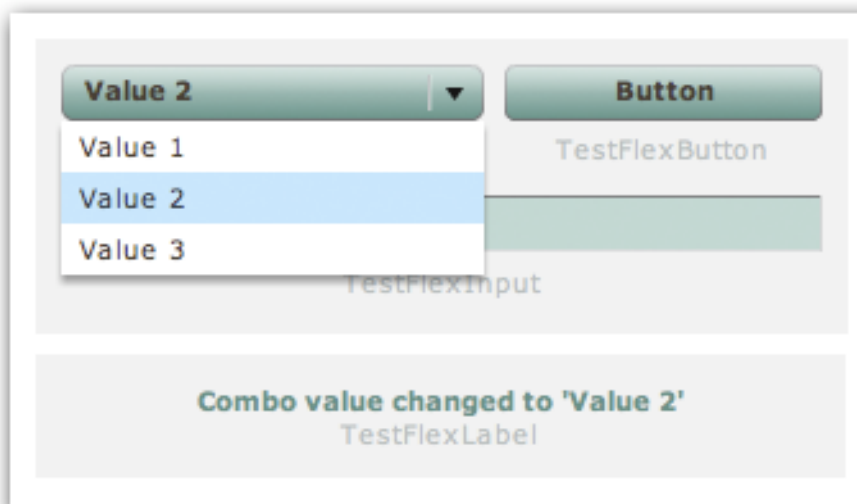 Value 2
Button
Value 1
TestFlexButton
Value 2
Value 3
TestFlexInput
Combo value changed to 'Value 2'
TestFlexLabel